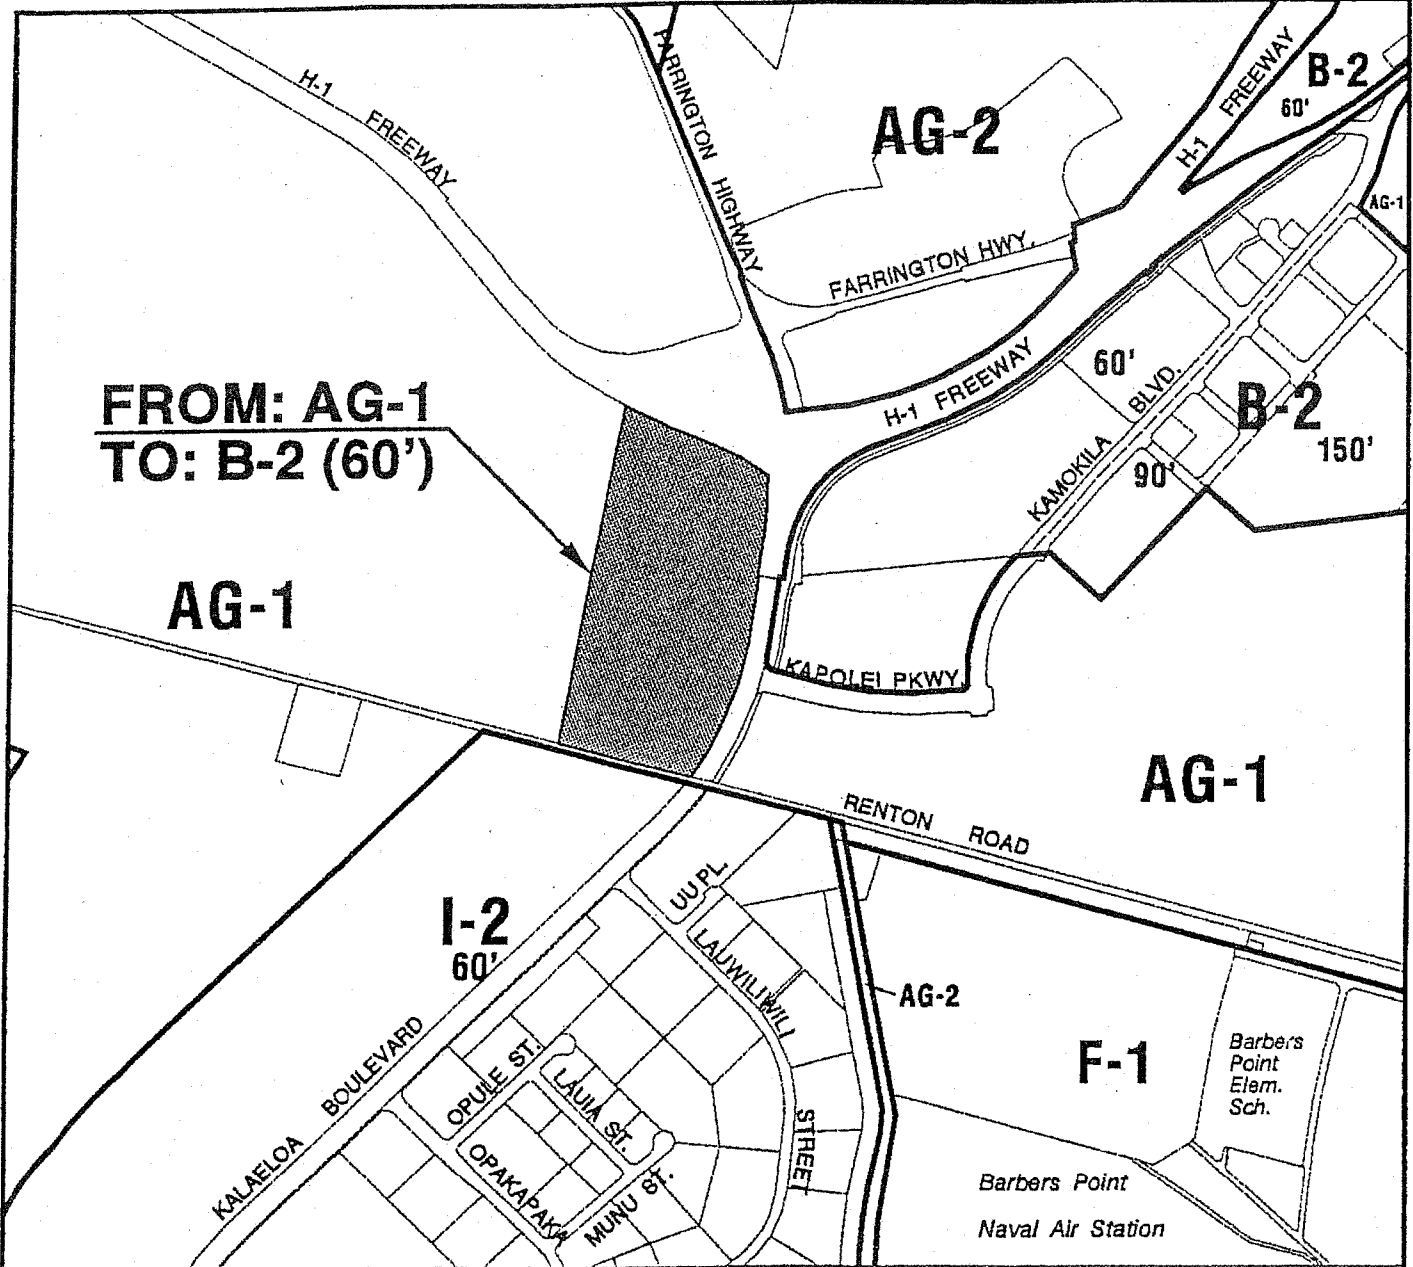 H-1 FREEWAY
FARRINGTON HIGHWAY
AG-2
H-1 FREEWAY
B-2
60'
AG-1
FARRINGTON HWY.
H-1 FREEWAY
60'
KAMOKILA BLVD.
B-2
150'
90'
FROM: AG-1
TO: B-2 (60')
AG-1
KAPOLEI PKWY.
AG-1
RENTON ROAD
I-2
60'
UU PL.
LAUWILIWILI STREET
AG-2
F-1
Barbers
Point
Elem.
Sch.
KALAELOA BOULEVARD
OPULE ST.
LAUIA ST.
OPAKAPAKA
MUNU ST.
Barbers Point
Naval Air Station